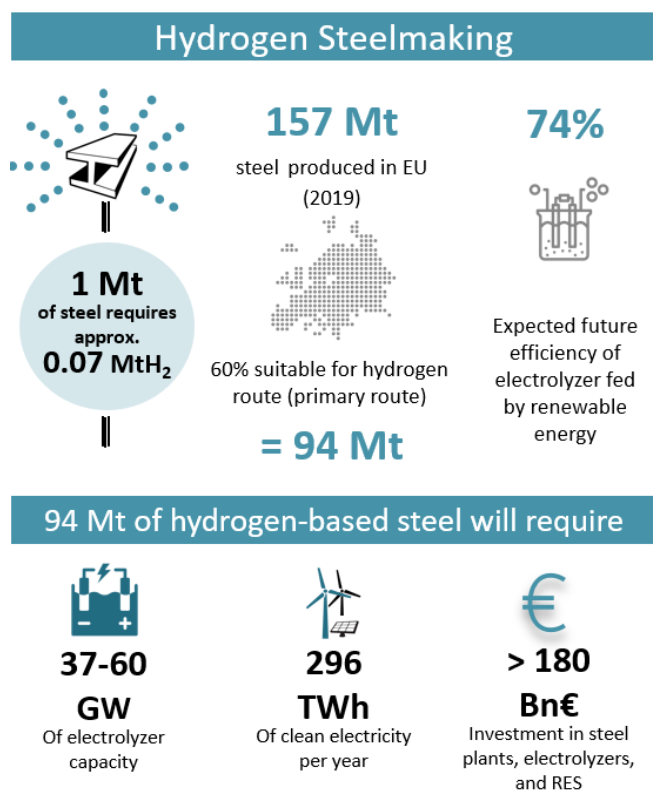 Hydrogen Steelmaking
1 Mt
of steel requires
approx.
0.07 MtH₂
157 Mt
steel produced in EU
(2019)
60% suitable for hydrogen
route (primary route)
= 94 Mt
74%
Expected future
efficiency of
electrolyzer fed
by renewable
energy
94 Mt of hydrogen-based steel will require
37-60
GW
Of electrolyzer
capacity
296
TWh
Of clean electricity
per year
> 180
Bn€
Investment in steel
plants, electrolyzers,
and RES